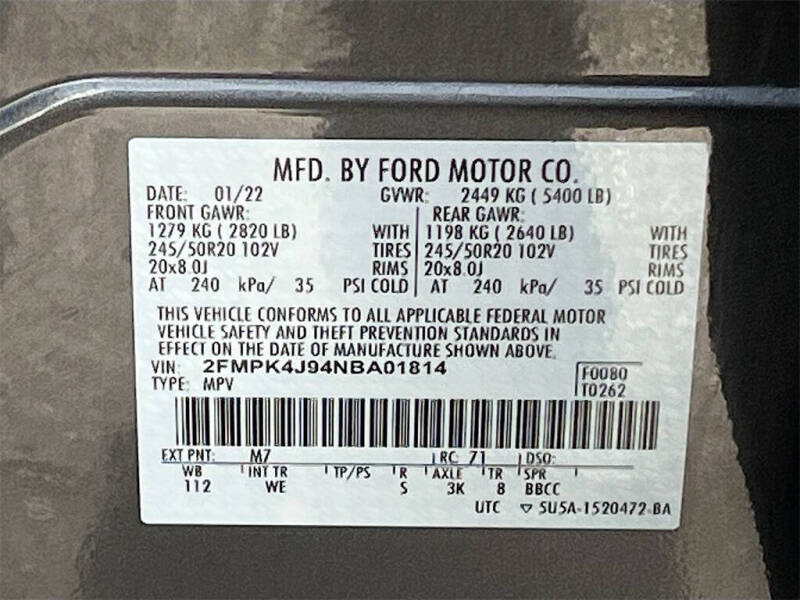 MFD. BY FORD MOTOR CO.
DATE: 01/22 GVWR: 2449 KG ( 5400 LB)
FRONT GAWR: REAR GAWR:
1279 KG ( 2820 LB) WITH 1198 KG ( 2640 LB) WITH
245/50R20 102V TIRES 245/50R20 102V TIRES
20x8.0J RIMS 20x8.0J RIMS
AT 240 kPa/ 35 PSI COLD AT 240 kPa/ 35 PSI COLD
THIS VEHICLE CONFORMS TO ALL APPLICABLE FEDERAL MOTOR
VEHICLE SAFETY AND THEFT PREVENTION STANDARDS IN
EFFECT ON THE DATE OF MANUFACTURE SHOWN ABOVE.
VIN: 2FMPK4J94NBA01814 F0080
TYPE: MPV T0262
EXT PNT: M7 RC: 71 DSO:
WB INT TR TP/PS R AXLE TR SPR
112 WE S 3K 8 BBCC
UTC ▽ 5U5A-1520472-BA